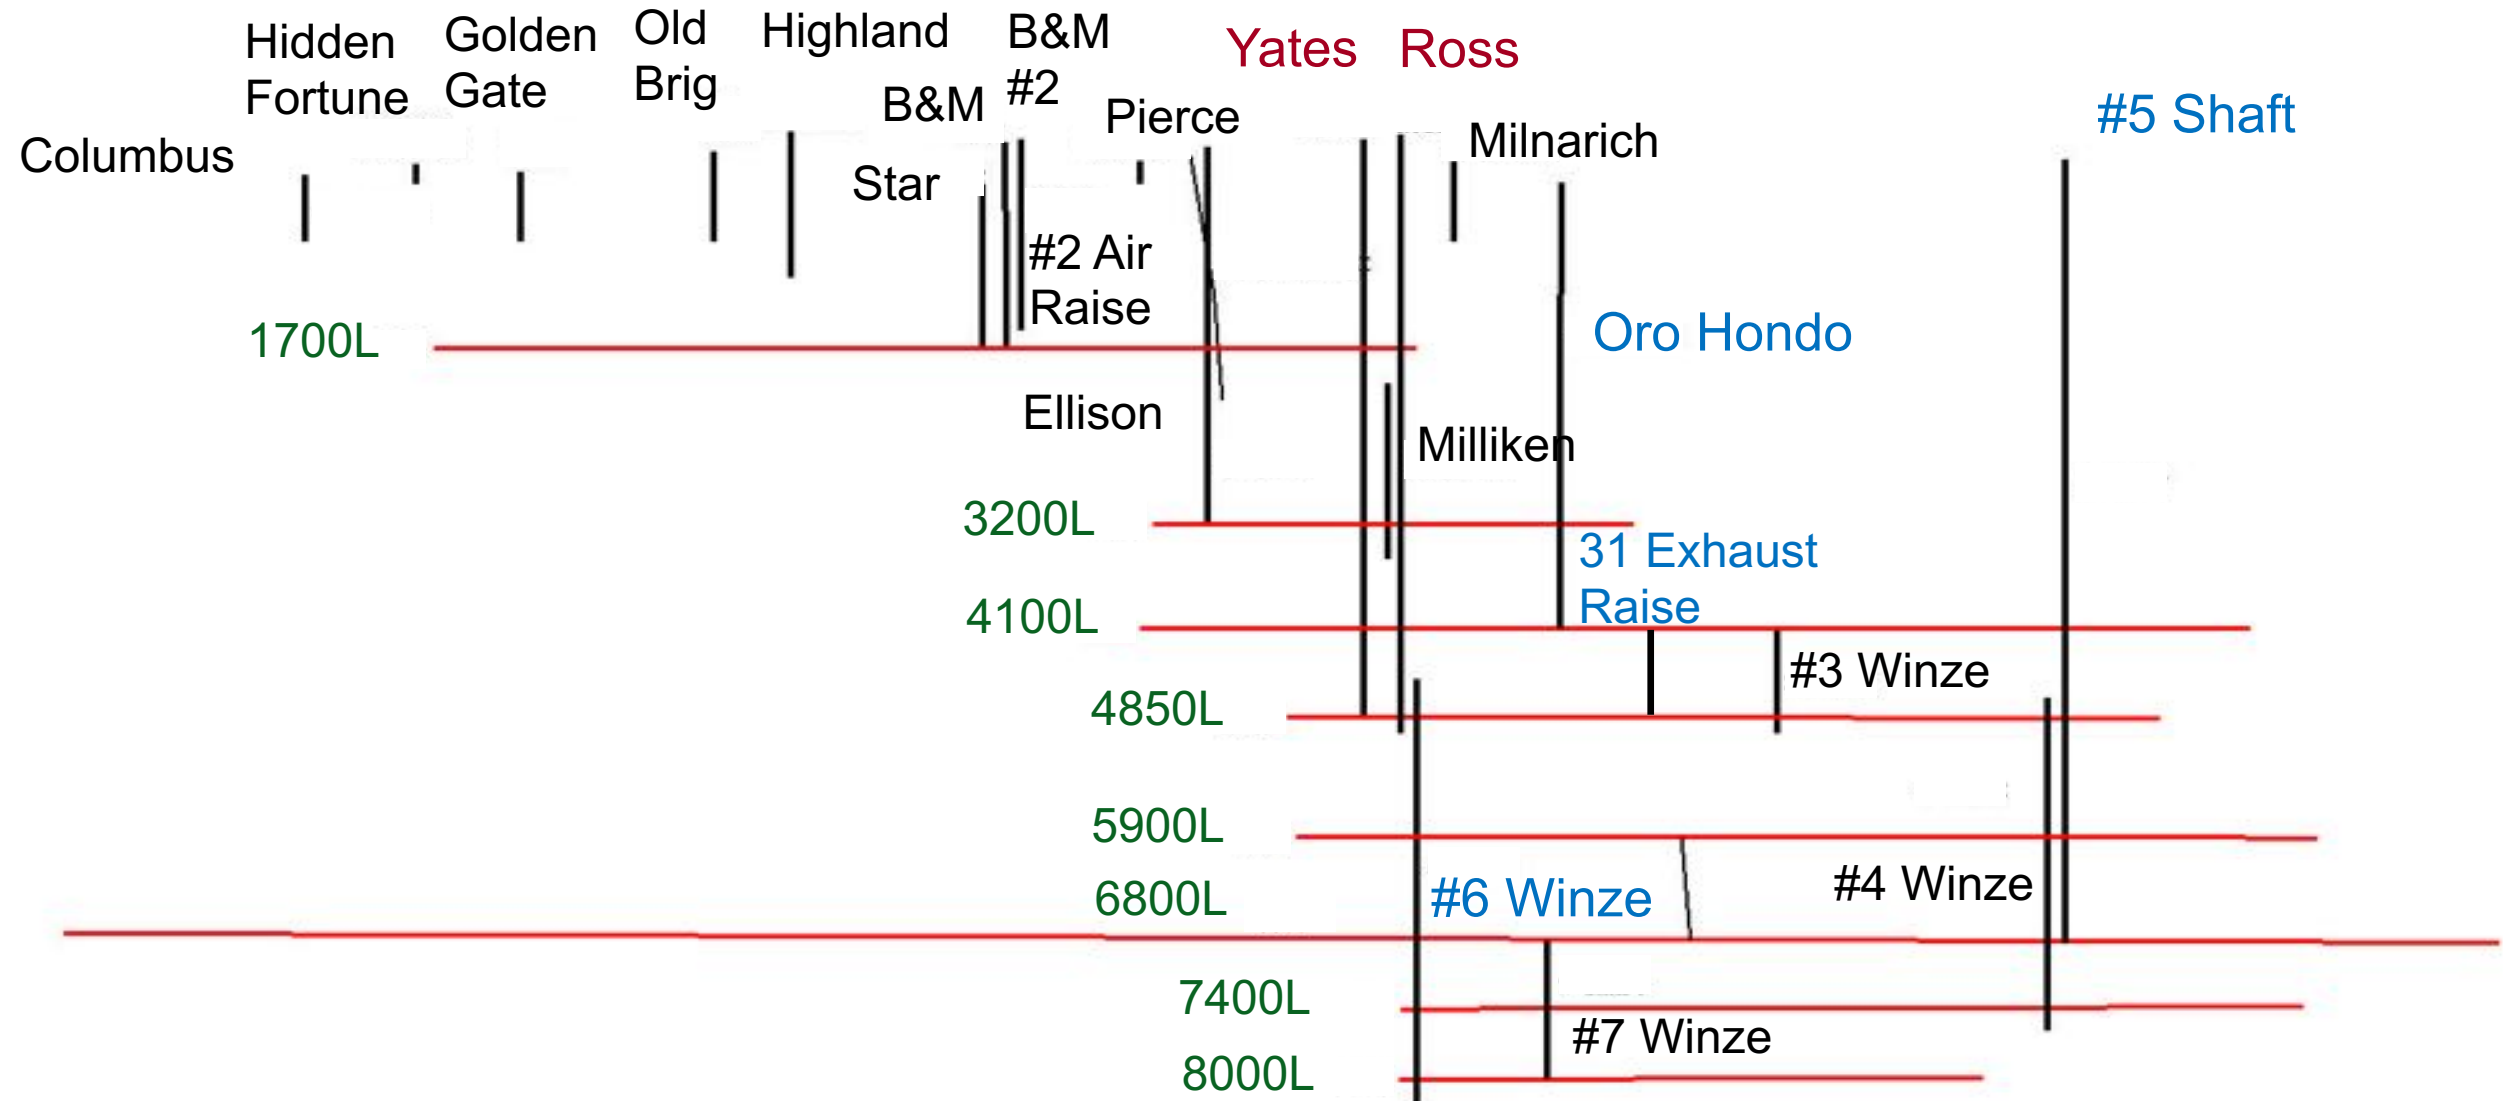 Hidden
Fortune
Golden
Gate
Old
Brig
Highland
B&M
#2
Yates
Ross
B&M
Pierce
#5 Shaft
Columbus
Milnarich
Star
#2 Air
Raise
1700L
Oro Hondo
Ellison
Milliken
3200L
31 Exhaust
Raise
4100L
#3 Winze
4850L
5900L
6800L
#6 Winze
#4 Winze
7400L
#7 Winze
8000L